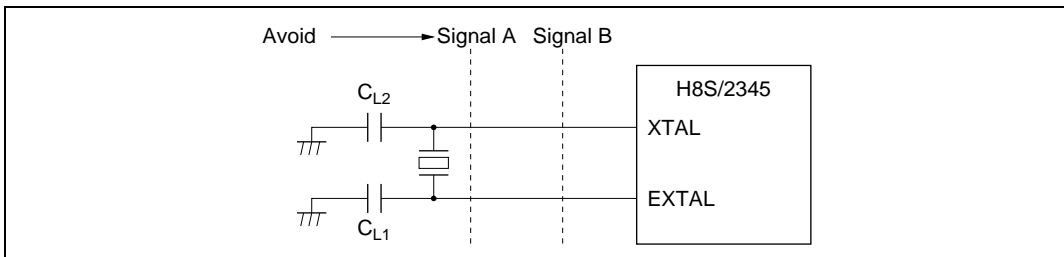 Avoid Signal A Signal B
H8S/2345
CL2
XTAL
EXTAL
CL1